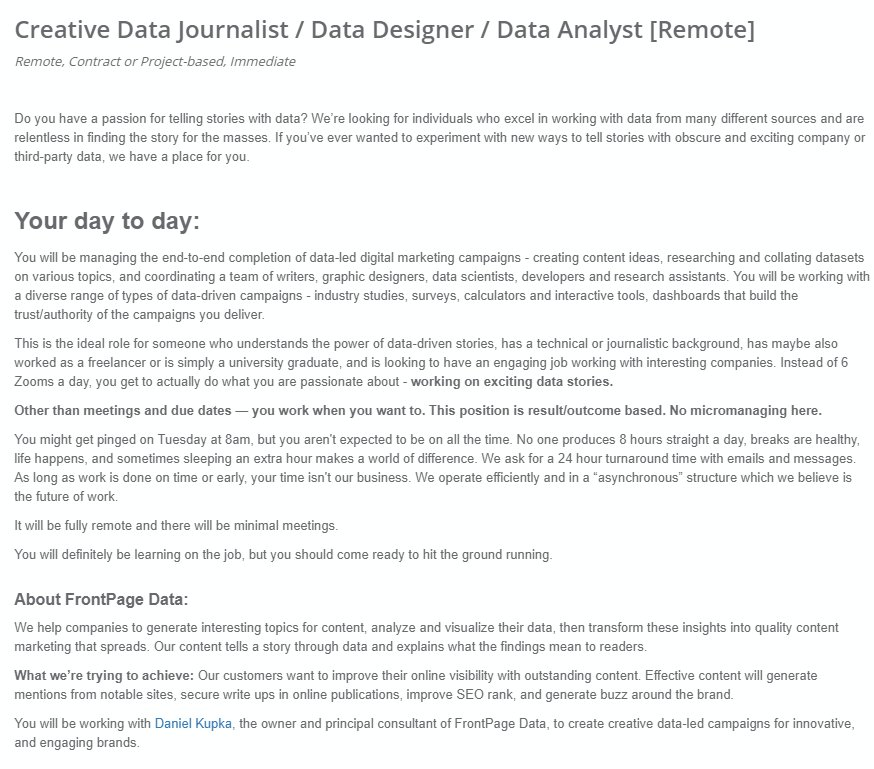 Creative Data Journalist / Data Designer / Data Analyst [Remote]
Remote, Contract or Project-based, Immediate
Do you have a passion for telling stories with data? We're looking for individuals who excel in working with data from many different sources and are
relentless in finding the story for the masses. If you've ever wanted to experiment with new ways to tell stories with obscure and exciting company or
third-party data, we have a place for you.
Your day to day:
You will be managing the end-to-end completion of data-led digital marketing campaigns - creating content ideas, researching and collating datasets
on various topics, and coordinating a team of writers, graphic designers, data scientists, developers and research assistants. You will be working with
a diverse range of types of data-driven campaigns - industry studies, surveys, calculators and interactive tools, dashboards that build the
trust/authority of the campaigns you deliver.
This is the ideal role for someone who understands the power of data-driven stories, has a technical or journalistic background, has maybe also
worked as a freelancer or is simply a university graduate, and is looking to have an engaging job working with interesting companies. Instead of 6
Zooms a day, you get to actually do what you are passionate about - working on exciting data stories.
Other than meetings and due dates — you work when you want to. This position is result/outcome based. No micromanaging here.
You might get pinged on Tuesday at 8am, but you aren't expected to be on all the time. No one produces 8 hours straight a day, breaks are healthy,
life happens, and sometimes sleeping an extra hour makes a world of difference. We ask for a 24 hour turnaround time with emails and messages.
As long as work is done on time or early, your time isn't our business. We operate efficiently and in a “asynchronous” structure which we believe is
the future of work.
It will be fully remote and there will be minimal meetings.
You will definitely be learning on the job, but you should come ready to hit the ground running.
About FrontPage Data:
We help companies to generate interesting topics for content, analyze and visualize their data, then transform these insights into quality content
marketing that spreads. Our content tells a story through data and explains what the findings mean to readers.
What we're trying to achieve: Our customers want to improve their online visibility with outstanding content. Effective content will generate
mentions from notable sites, secure write ups in online publications, improve SEO rank, and generate buzz around the brand.
You will be working with Daniel Kupka, the owner and principal consultant of FrontPage Data, to create creative data-led campaigns for innovative,
and engaging brands.